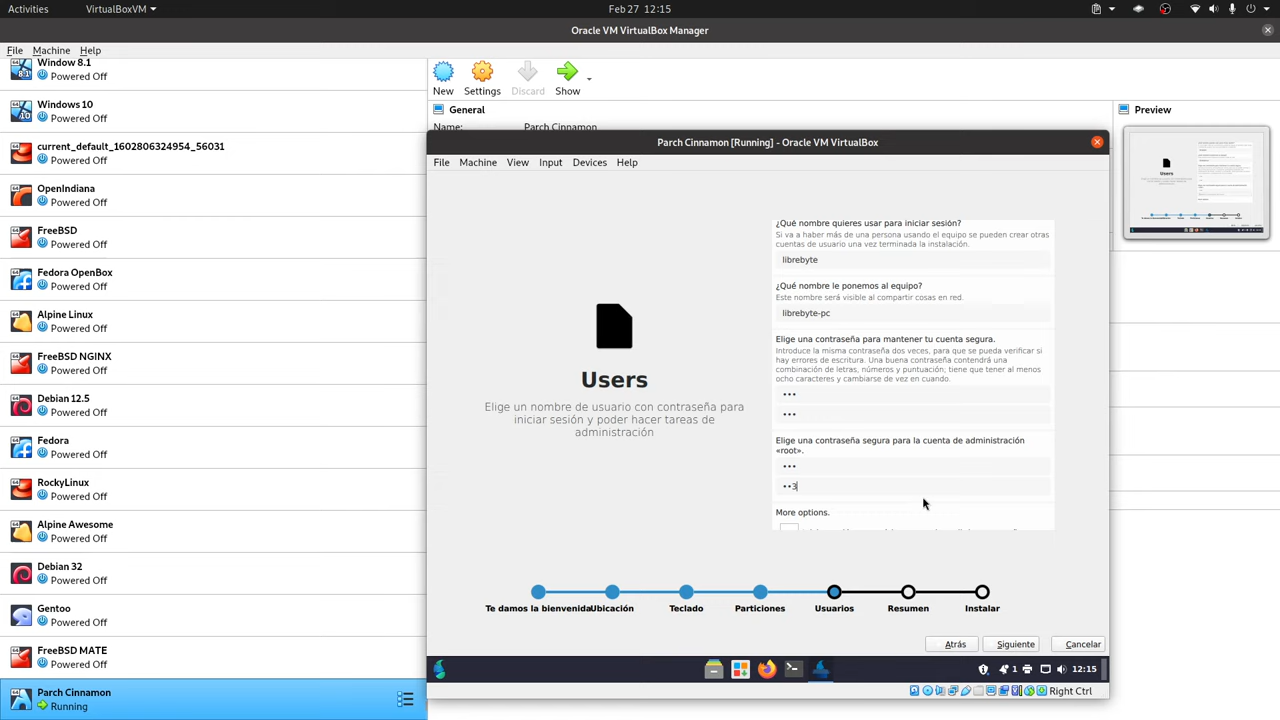 Activities VirtualBoxVM Feb 27 12:15
Oracle VM VirtualBox Manager
File Machine Help
Window 8.1
Powered Off
Windows 10
Powered Off
current_default_1602806324954_56031
Powered Off
OpenIndiana
Powered Off
FreeBSD
Powered Off
Fedora OpenBox
Powered Off
Alpine Linux
Powered Off
FreeBSD NGINX
Powered Off
Debian 12.5
Powered Off
Fedora
Powered Off
RockyLinux
Powered Off
Alpine Awesome
Powered Off
Debian 32
Powered Off
Gentoo
Powered Off
FreeBSD MATE
Powered Off
Parch Cinnamon
Running
New Settings Discard Show
General
Name: Parch Cinnamon
Preview
Parch Cinnamon [Running] - Oracle VM VirtualBox
File Machine View Input Devices Help
Users
Elige un nombre de usuario con contraseña para
iniciar sesión y poder hacer tareas de
administración
¿Qué nombre quieres usar para iniciar sesión?
Si va a haber más de una persona usando el equipo se pueden crear otras
cuentas de usuario una vez terminada la instalación.
librebyte
¿Qué nombre le ponemos al equipo?
Este nombre será visible al compartir cosas en red.
librebyte-pc
Elige una contraseña para mantener tu cuenta segura.
Introduce la misma contraseña dos veces, para que se pueda verificar si
hay errores de escritura. Una buena contraseña contendrá una
combinación de letras, números y puntuación; tiene que tener al menos
ocho caracteres y cambiarse de vez en cuando.
•••
•••
Elige una contraseña segura para la cuenta de administración
«root».
•••
••3
More options.
Te damos la bienvenida Ubicación Teclado Particiones Usuarios Resumen Instalar
Atrás Siguiente Cancelar
1 12:15
Right Ctrl